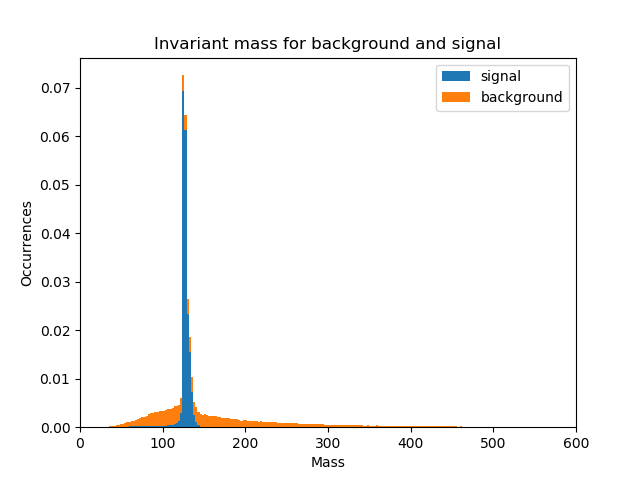 Invariant mass for background and signal
signal
background
0.07
0.06
0.05
0.04
0.03
0.02
0.01
0.00
Occurrences
0 100 200 300 400 500 600
Mass